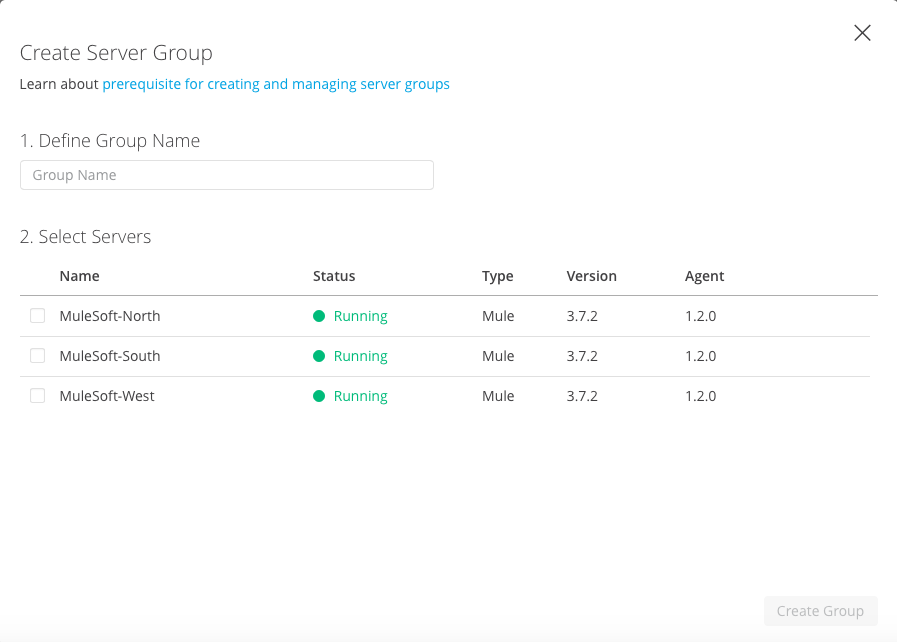 Create Server Group
Learn about prerequisite for creating and managing server groups
1. Define Group Name
Group Name
2. Select Servers
Name Status Type Version Agent
MuleSoft-North Running Mule 3.7.2 1.2.0
MuleSoft-South Running Mule 3.7.2 1.2.0
MuleSoft-West Running Mule 3.7.2 1.2.0
Create Group